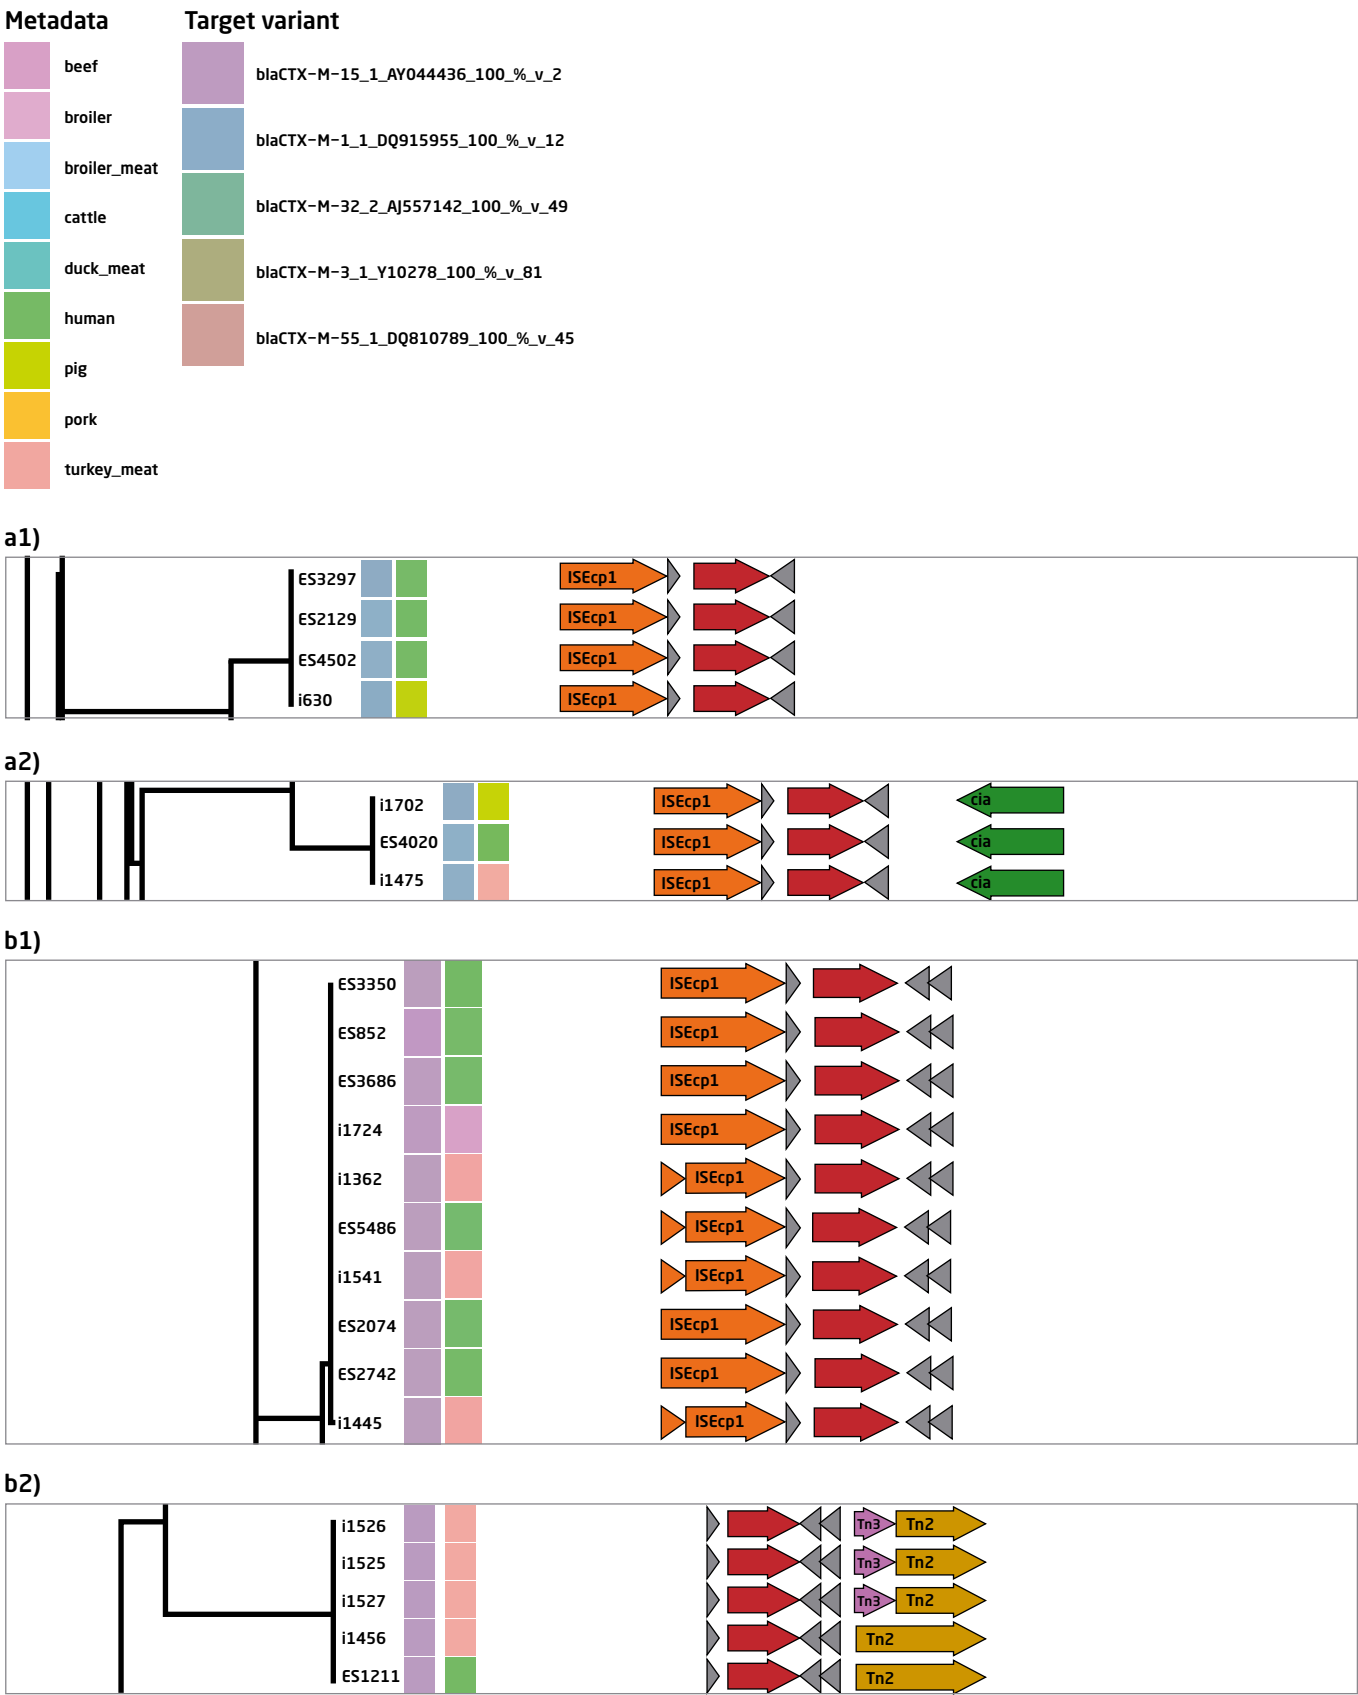 Metadata
Target variant
beef
broiler
broiler_meat
cattle
duck_meat
human
pig
pork
turkey_meat
blaCTX-M-15_1_AY044436_100_%_v_2
blaCTX-M-1_1_DQ915955_100_%_v_12
blaCTX-M-32_2_AJ557142_100_%_v_49
blaCTX-M-3_1_Y10278_100_%_v_81
blaCTX-M-55_1_DQ810789_100_%_v_45
a1)
ES3297 ISEcp1
ES2129 ISEcp1
ES4502 ISEcp1
i630 ISEcp1
a2)
i1702 ISEcp1 cia
ES4020 ISEcp1 cia
i1475 ISEcp1 cia
b1)
ES3350 ISEcp1
ES852 ISEcp1
ES3686 ISEcp1
i1724 ISEcp1
i1362 ISEcp1
ES5486 ISEcp1
i1541 ISEcp1
ES2074 ISEcp1
ES2742 ISEcp1
i1445 ISEcp1
b2)
i1526 Tn3 Tn2
i1525 Tn3 Tn2
i1527 Tn3 Tn2
i1456 Tn2
ES1211 Tn2